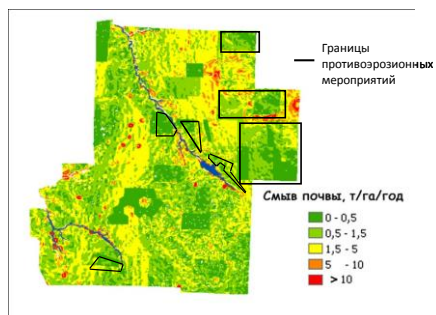 Границы
противоэрозионных
мероприятий
Смыв почвы, т/га/год
0 - 0,5
0,5 - 1,5
1,5 - 5
5 - 10
> 10